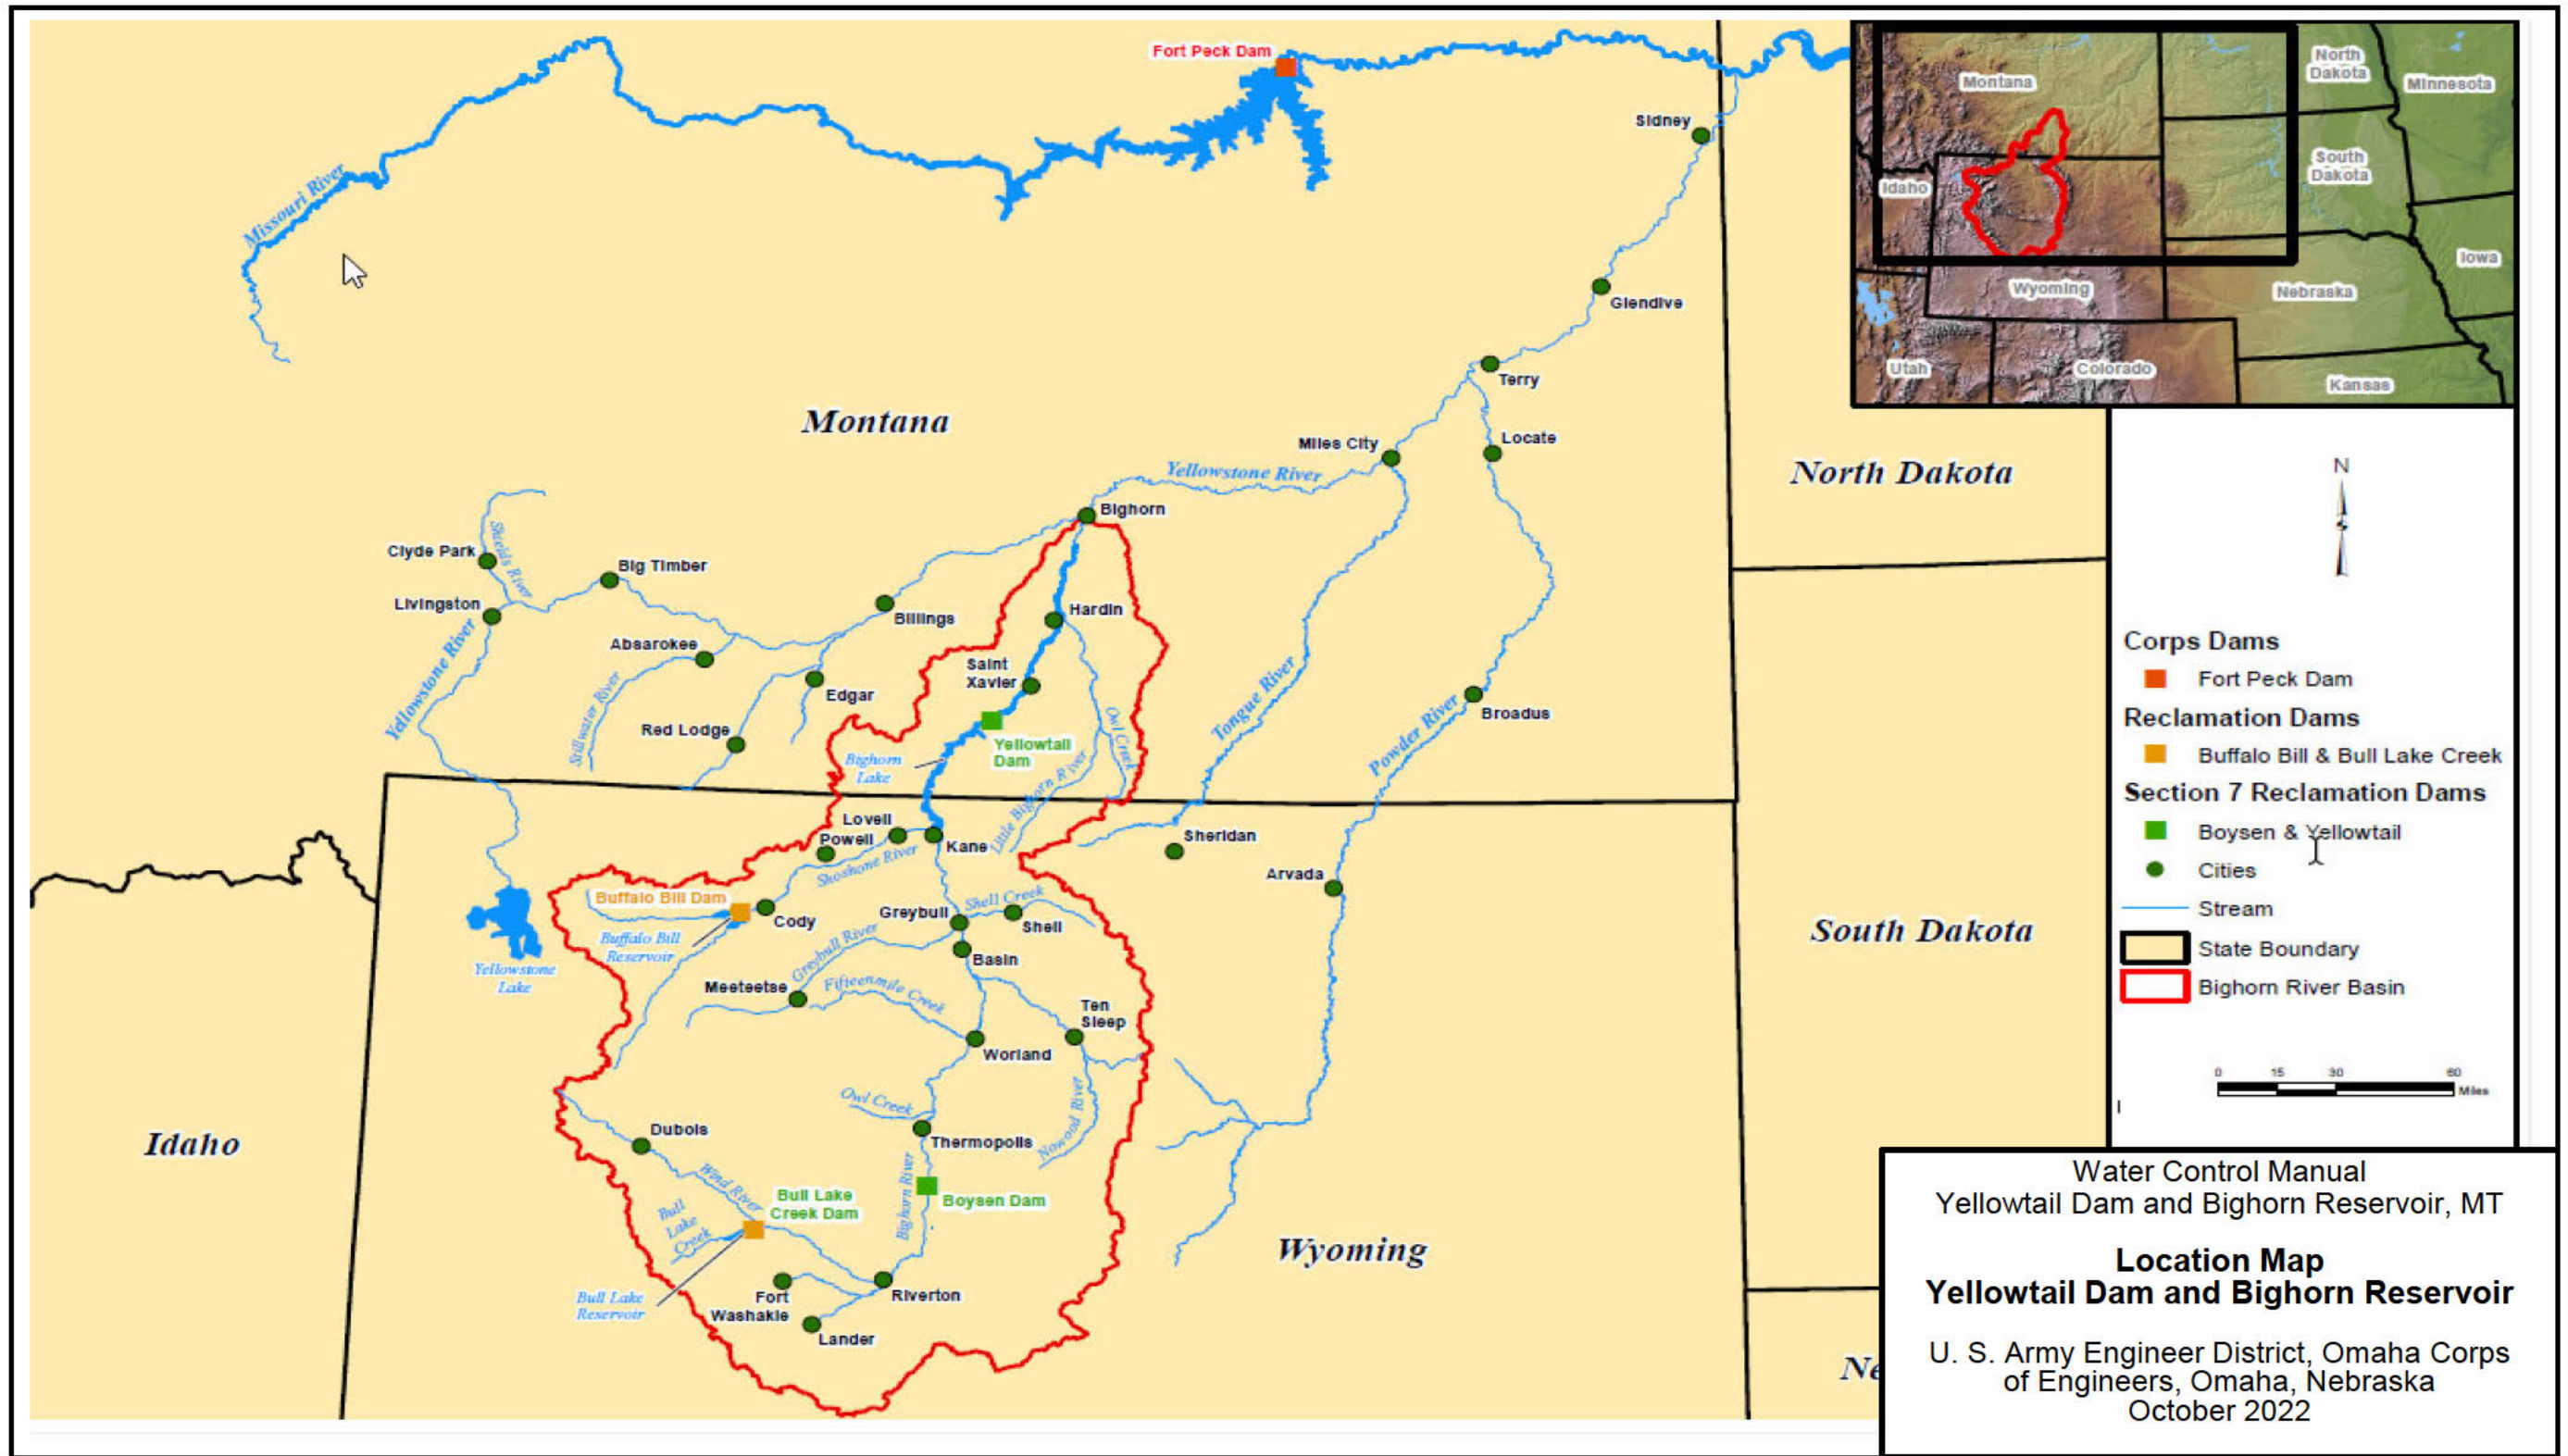 Fort Peck Dam
Missouri River
Sidney
Glendive
Terry
Montana
Miles City
Locate
Yellowstone River
North Dakota
Bighorn
Shields River
Clyde Park
Big Timber
Livingston
Billings
Hardin
Absarokee
Saint
Xavier
Edgar
Yellowstone River
Stillwater River
Red Lodge
Owl Creek
Tongue River
Powder River
Broadus
Yellowtail
Dam
Bighorn
Lake
Little Bighorn River
Lovell
Powell
Kane
Sheridan
Shoshone River
Arvada
Buffalo Bill Dam
Cody
Greybull
Shell Creek
Shell
South Dakota
Buffalo Bill
Reservoir
Greybull River
Basin
Yellowstone
Lake
Meeteetse
Fifteenmile Creek
Ten
Sleep
Worland
Owl Creek
Nowood River
Idaho
Dubois
Thermopolis
Wind River
Bighorn River
Bull Lake
Creek Dam
Boysen Dam
Bull
Lake
Creek
Wyoming
Bull Lake
Reservoir
Fort
Washakie
Riverton
Lander
Ne
North
Dakota
Minnesota
Montana
South
Dakota
Idaho
Iowa
Wyoming
Nebraska
Utah
Colorado
Kansas
N
Corps Dams
Fort Peck Dam
Reclamation Dams
Buffalo Bill & Bull Lake Creek
Section 7 Reclamation Dams
Boysen & Yellowtail
Cities
Stream
State Boundary
Bighorn River Basin
0 15 30 60
Miles
Water Control Manual
Yellowtail Dam and Bighorn Reservoir, MT
Location Map
Yellowtail Dam and Bighorn Reservoir
U. S. Army Engineer District, Omaha Corps
of Engineers, Omaha, Nebraska
October 2022